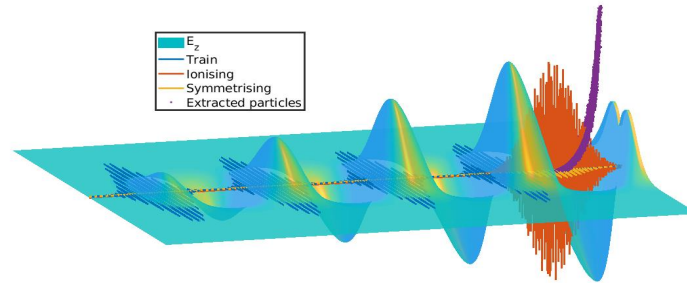 E_z
Train
Ionising
Symmetrising
Extracted particles